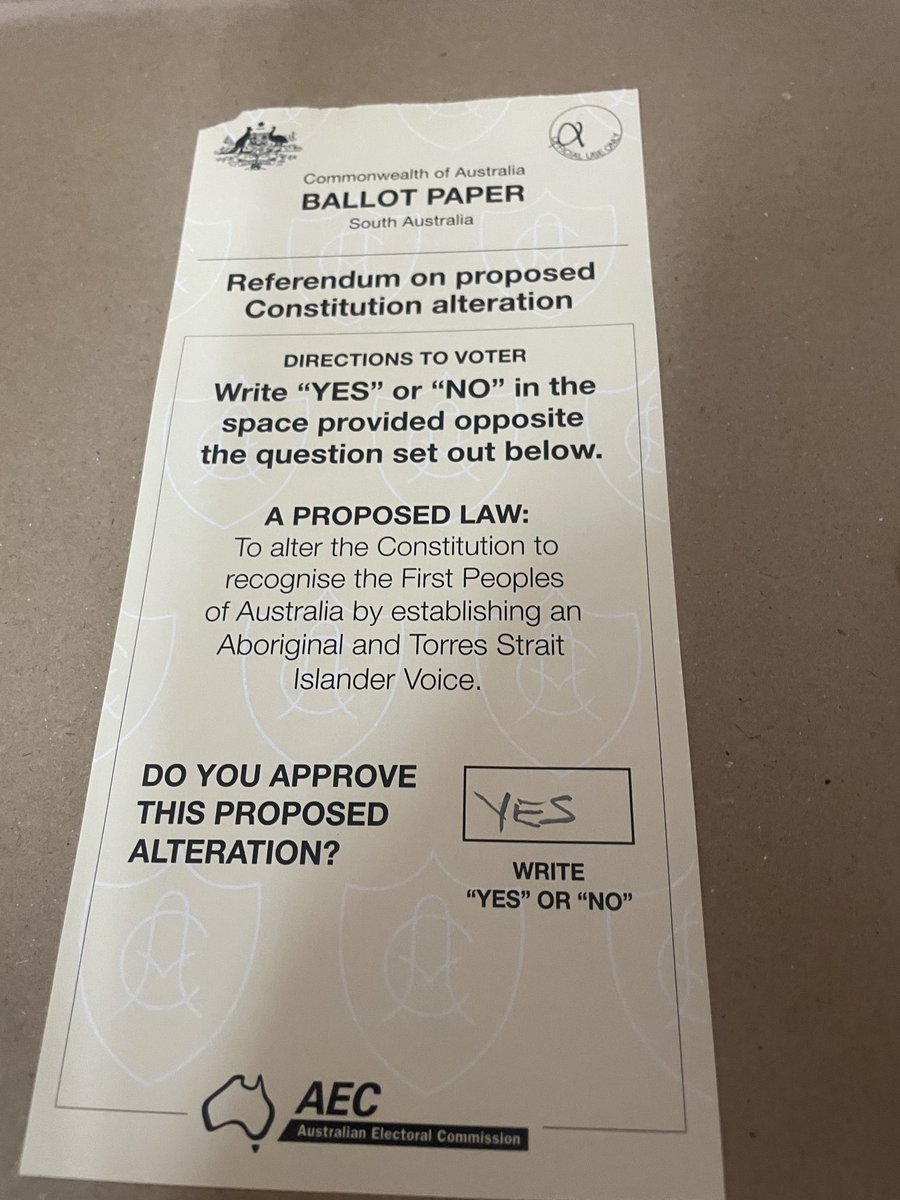 Commonwealth of Australia
BALLOT PAPER
South Australia
OFFICIAL USE ONLY
Referendum on proposed
Constitution alteration
DIRECTIONS TO VOTER
Write “YES” or “NO” in the
space provided opposite
the question set out below.
A PROPOSED LAW:
To alter the Constitution to
recognise the First Peoples
of Australia by establishing an
Aboriginal and Torres Strait
Islander Voice.
DO YOU APPROVE
THIS PROPOSED
ALTERATION?
YES
WRITE
“YES” OR “NO”
AEC
Australian Electoral Commission